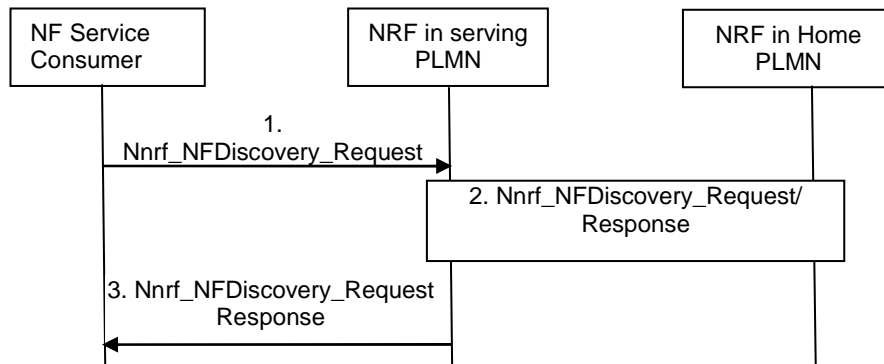 NF Service
Consumer
NRF in serving
PLMN
NRF in Home
PLMN
1.
Nnrf_NFDiscovery_Request
2. Nnrf_NFDiscovery_Request/
Response
3. Nnrf_NFDiscovery_Request
Response